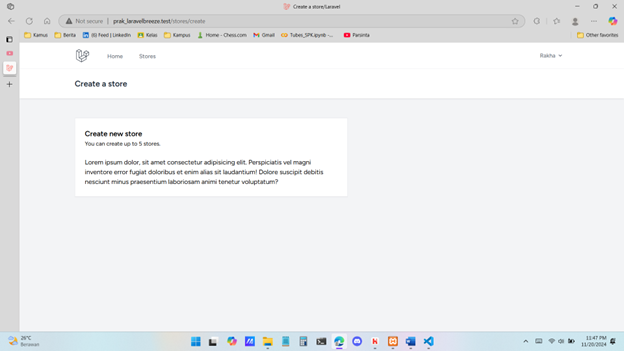 Create a store/Laravel
Not secure
prak_laravelbreeze.test/stores/create
Kamus
Berita
(6) Feed | LinkedIn
Kelas
Kampus
Home - Chess.com
Gmail
Tubes_SPK.ipynb -...
Parsinta
Other favorites
Home
Stores
Rakha
Create a store
Create new store
You can create up to 5 stores.
Lorem ipsum dolor, sit amet consectetur adipisicing elit. Perspiciatis vel magni
inventore error fugiat doloribus et enim alias sit laudantium! Dolore suscipit debitis
nesciunt minus praesentium laboriosam animi tenetur voluptatum?
26°C
Berawan
11:47 PM
11/20/2024